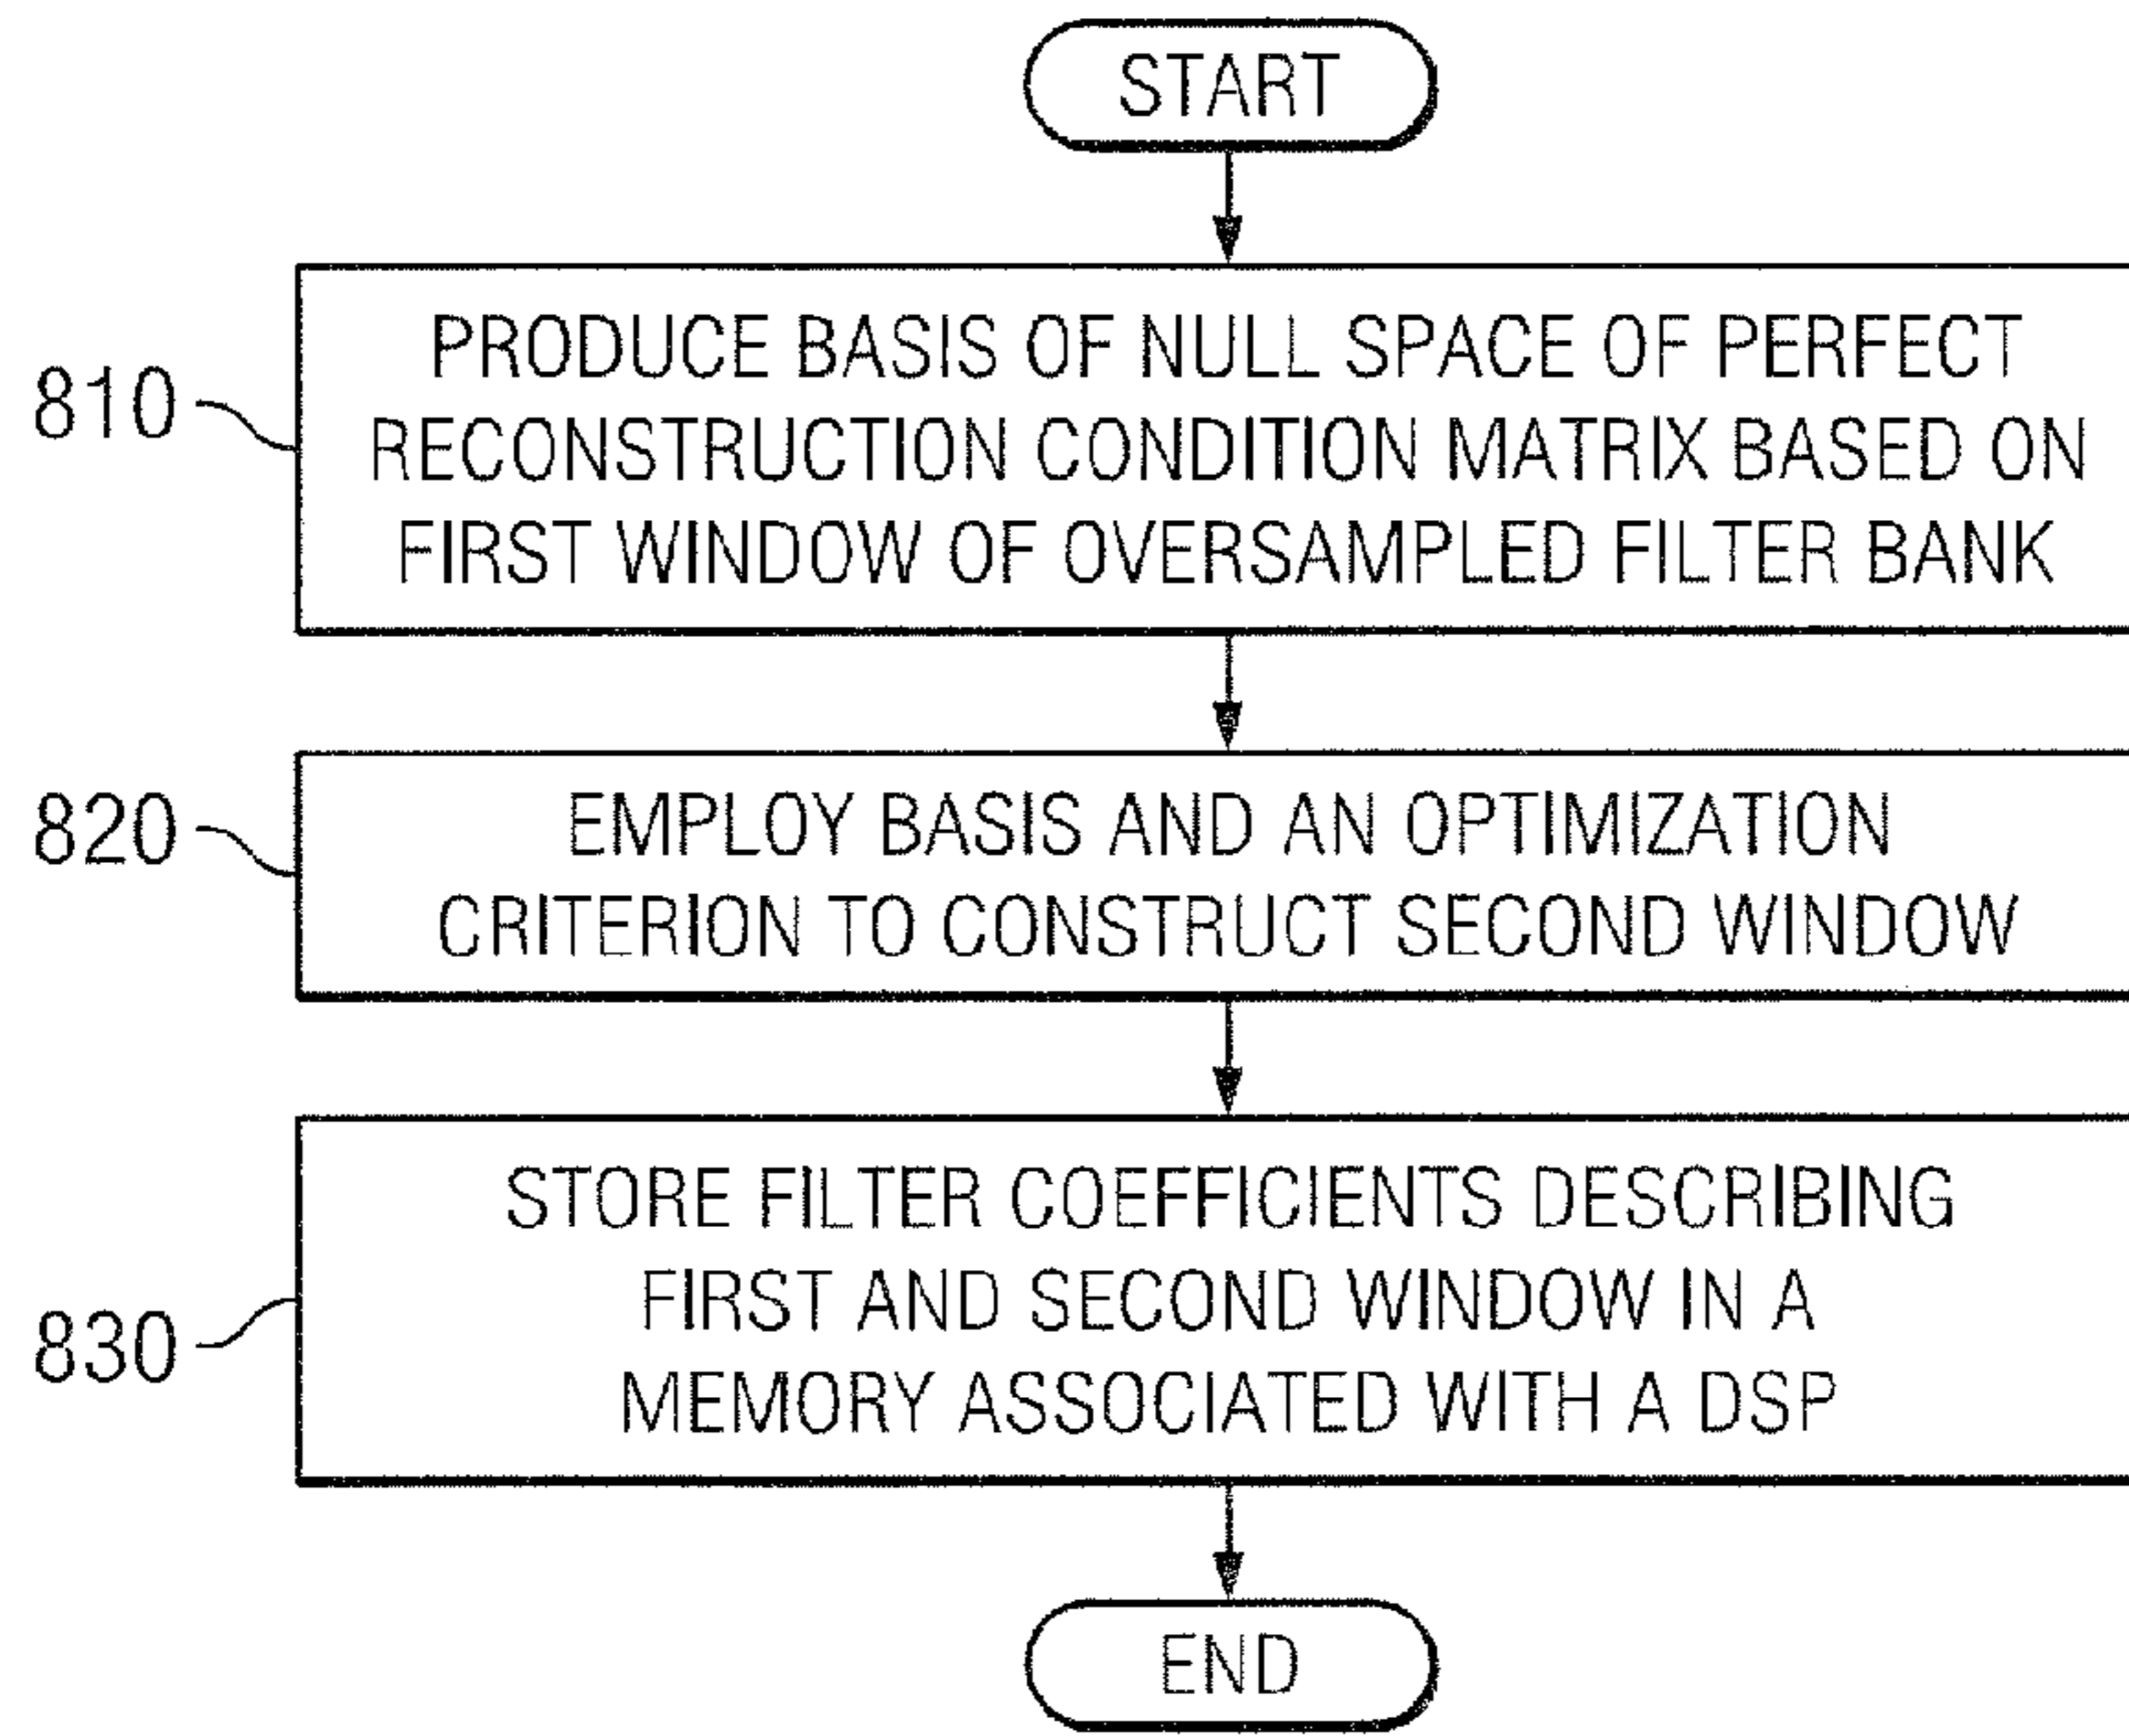 START
810
PRODUCE BASIS OF NULL SPACE OF PERFECT
RECONSTRUCTION CONDITION MATRIX BASED ON
FIRST WINDOW OF OVERSAMPLED FILTER BANK
820
EMPLOY BASIS AND AN OPTIMIZATION
CRITERION TO CONSTRUCT SECOND WINDOW
830
STORE FILTER COEFFICIENTS DESCRIBING
FIRST AND SECOND WINDOW IN A
MEMORY ASSOCIATED WITH A DSP
END